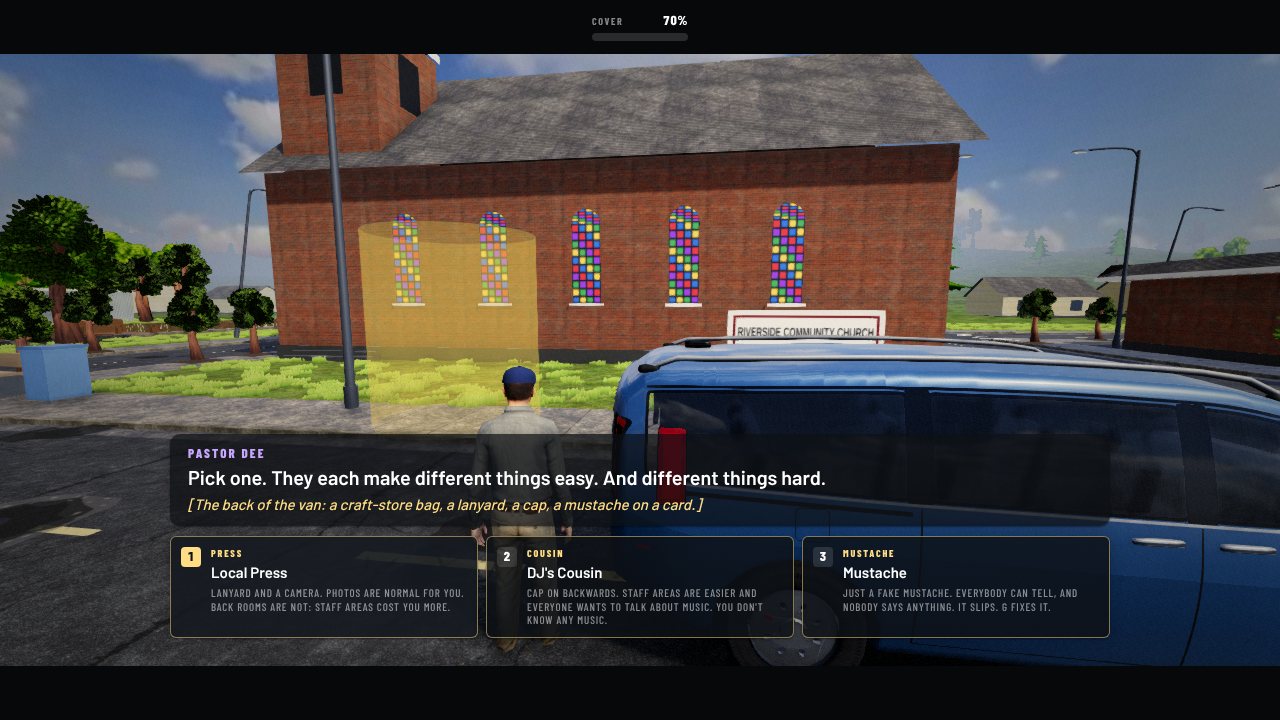 COVER 70%
RIVERSIDE COMMUNITY CHURCH
PASTOR DEE
Pick one. They each make different things easy. And different things hard.
[The back of the van: a craft-store bag, a lanyard, a cap, a mustache on a card.]
1 PRESS
Local Press
LANYARD AND A CAMERA. PHOTOS ARE NORMAL FOR YOU.
BACK ROOMS ARE NOT: STAFF AREAS COST YOU MORE.
2 COUSIN
DJ's Cousin
CAP ON BACKWARDS. STAFF AREAS ARE EASIER AND
EVERYONE WANTS TO TALK ABOUT MUSIC. YOU DON'T
KNOW ANY MUSIC.
3 MUSTACHE
Mustache
JUST A FAKE MUSTACHE. EVERYBODY CAN TELL, AND
NOBODY SAYS ANYTHING. IT SLIPS. G FIXES IT.